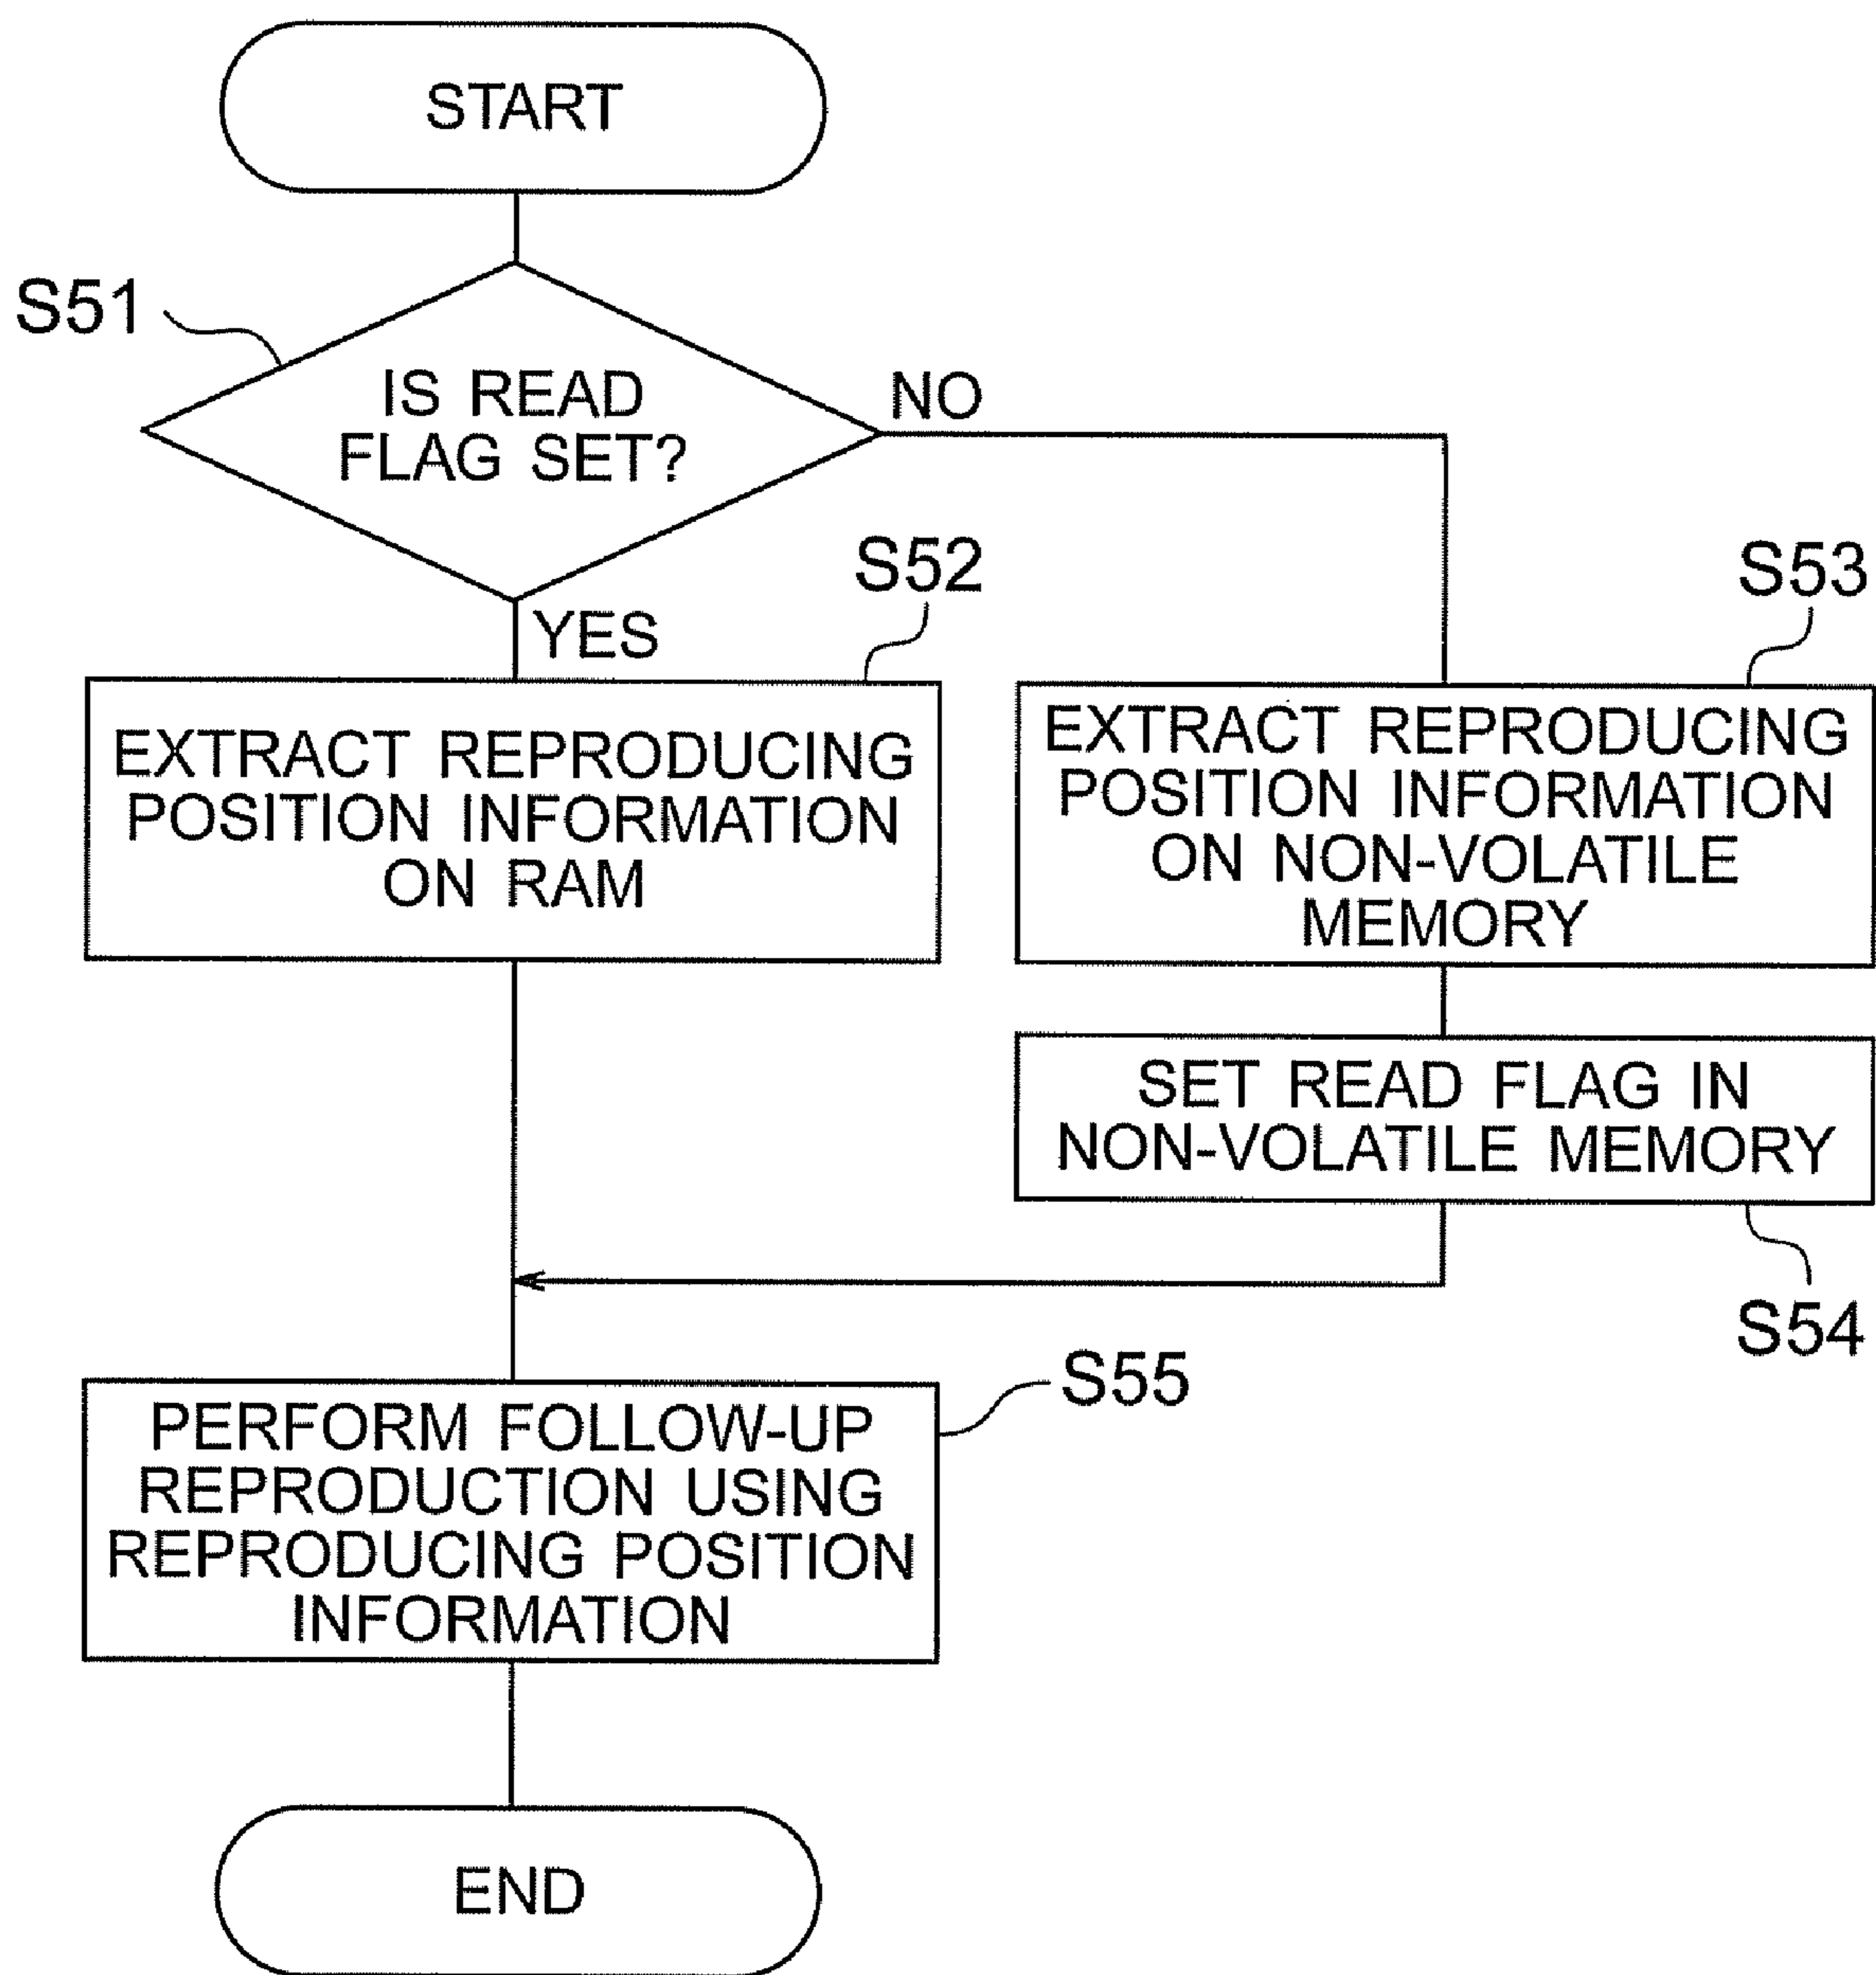 START
S51
IS READ
FLAG SET?
NO
YES
S52
EXTRACT REPRODUCING
POSITION INFORMATION
ON RAM
S53
EXTRACT REPRODUCING
POSITION INFORMATION
ON NON-VOLATILE
MEMORY
SET READ FLAG IN
NON-VOLATILE MEMORY
S54
S55
PERFORM FOLLOW-UP
REPRODUCTION USING
REPRODUCING POSITION
INFORMATION
END